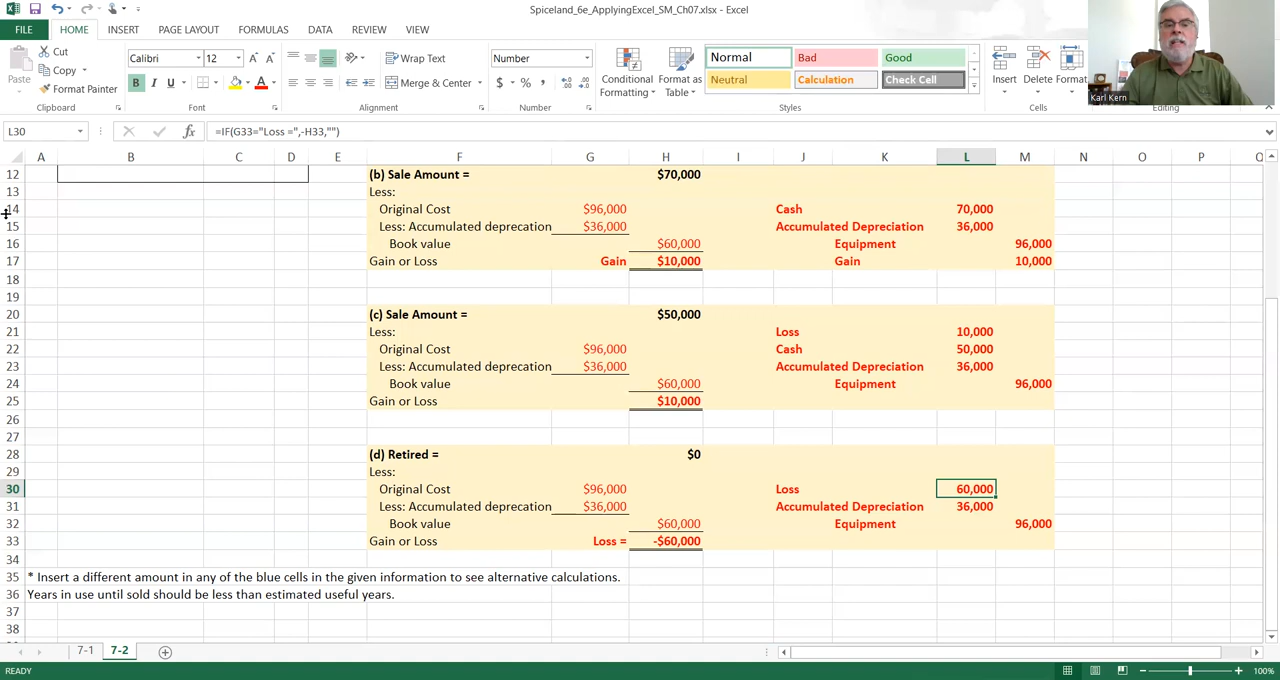 Spiceland_6e_ApplyingExcel_SM_Ch07.xlsx - Excel
FILE HOME INSERT PAGE LAYOUT FORMULAS DATA REVIEW VIEW
Paste Cut Copy Format Painter
Calibri 12 B I U
Wrap Text Merge & Center
Number $ %
Conditional Formatting Format as Table
Normal Bad Good
Neutral Calculation Check Cell
Insert Delete Format
Karl Kern
Clipboard Font Alignment Number Styles Cells Editing
L30 fx =IF(G33="Loss =",-H33,"")
A B C D E F G H I J K L M N O P Q
12 (b) Sale Amount = $70,000
13 Less:
14 Original Cost $96,000 Cash 70,000
15 Less: Accumulated deprecation $36,000 Accumulated Depreciation 36,000
16 Book value $60,000 Equipment 96,000
17 Gain or Loss Gain $10,000 Gain 10,000
18
19
20 (c) Sale Amount = $50,000
21 Less: Loss 10,000
22 Original Cost $96,000 Cash 50,000
23 Less: Accumulated deprecation $36,000 Accumulated Depreciation 36,000
24 Book value $60,000 Equipment 96,000
25 Gain or Loss $10,000
26
27
28 (d) Retired = $0
29 Less:
30 Original Cost $96,000 Loss 60,000
31 Less: Accumulated deprecation $36,000 Accumulated Depreciation 36,000
32 Book value $60,000 Equipment 96,000
33 Gain or Loss Loss = -$60,000
34
35 * Insert a different amount in any of the blue cells in the given information to see alternative calculations.
36 Years in use until sold should be less than estimated useful years.
37
38
7-1 7-2
READY 100%